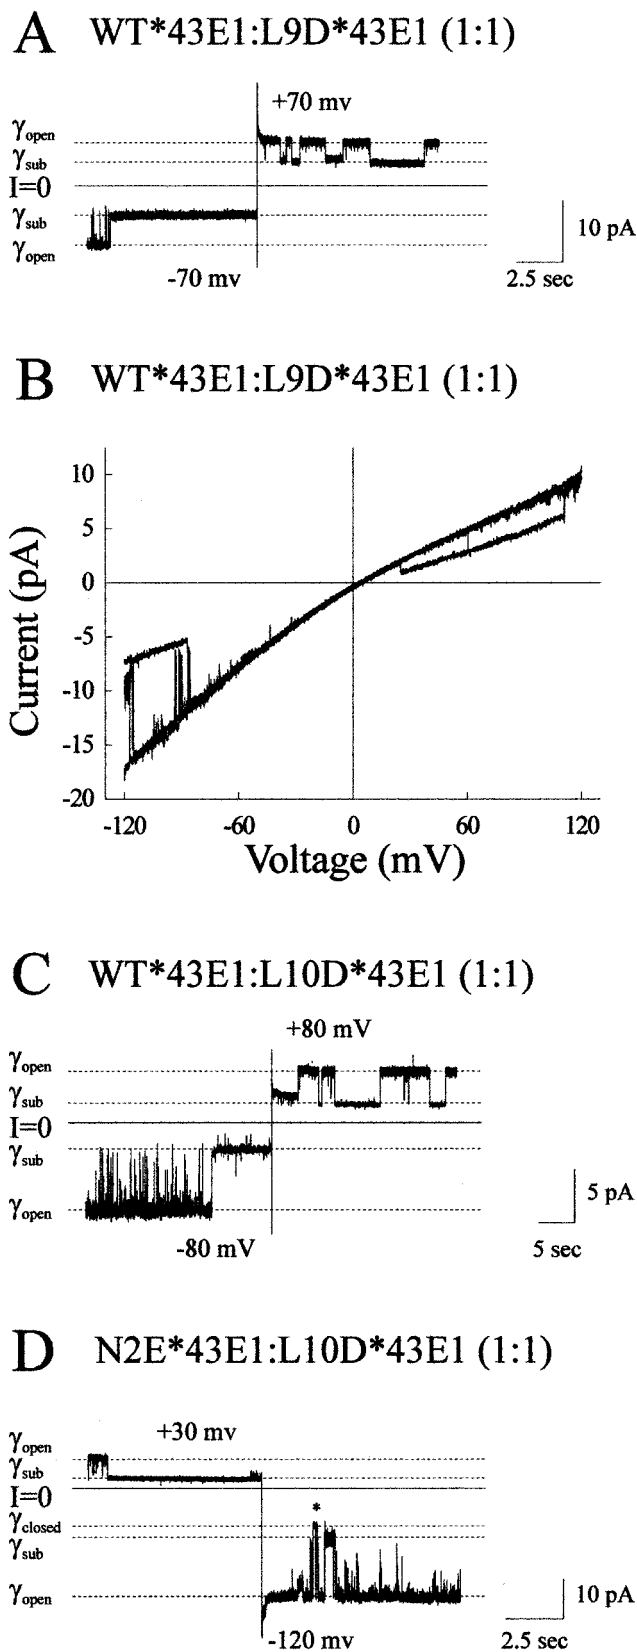 A WT*43E1:L9D*43E1 (1:1)
+70 mv
γopen
γsub
I=0
γsub
γopen
-70 mv
10 pA
2.5 sec
B WT*43E1:L9D*43E1 (1:1)
Current (pA)
10
5
0
-5
-10
-15
-20
-120 -60 0 60 120
Voltage (mV)
C WT*43E1:L10D*43E1 (1:1)
+80 mV
γopen
γsub
I=0
γsub
γopen
-80 mV
5 pA
5 sec
D N2E*43E1:L10D*43E1 (1:1)
+30 mv
γopen
γsub
I=0
γclosed
*
γsub
γopen
-120 mv
10 pA
2.5 sec